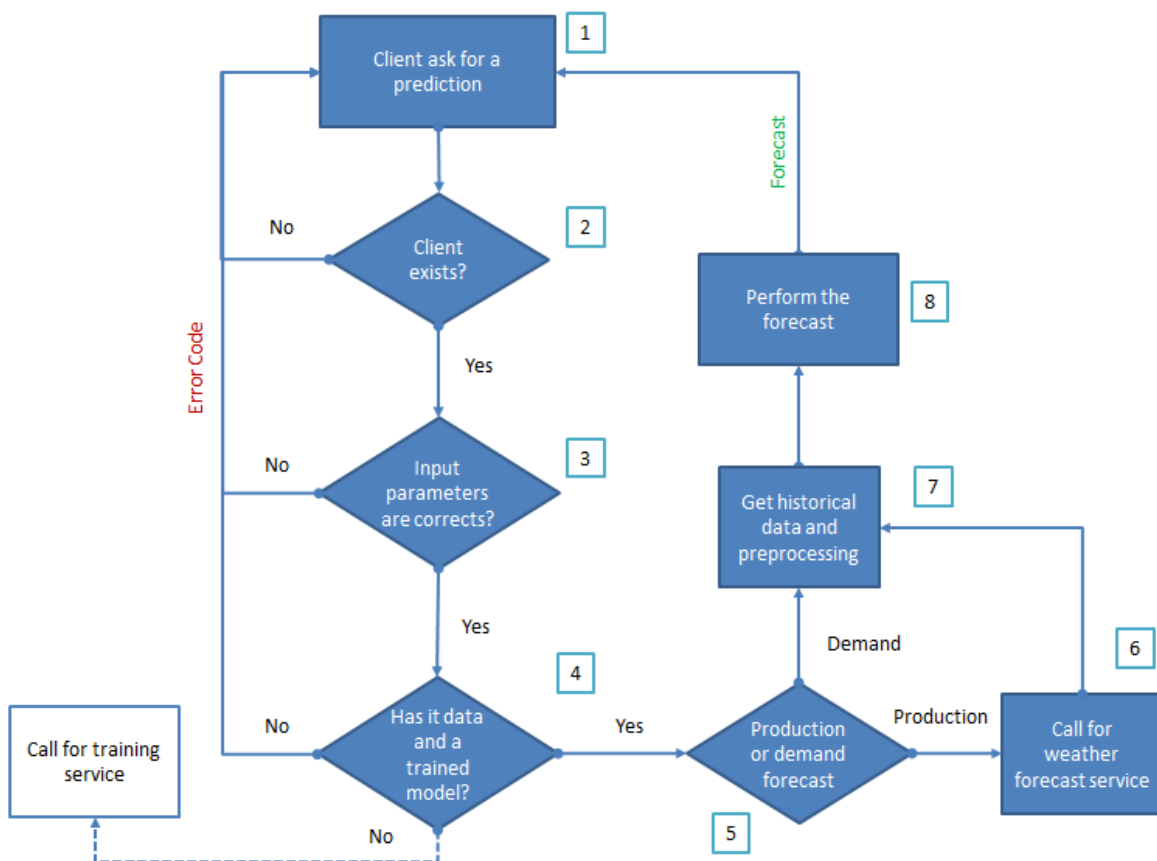 1
Client ask for a
prediction
No
2
Client
exists?
Yes
Error Code
Forecast
Perform the
forecast
8
No
3
Input
parameters
are corrects?
Yes
7
Get historical
data and
preprocessing
Demand
6
4
No
Has it data
and a
trained
model?
Yes
Production
or demand
forecast
Production
Call for
weather
forecast service
Call for training
service
No
5